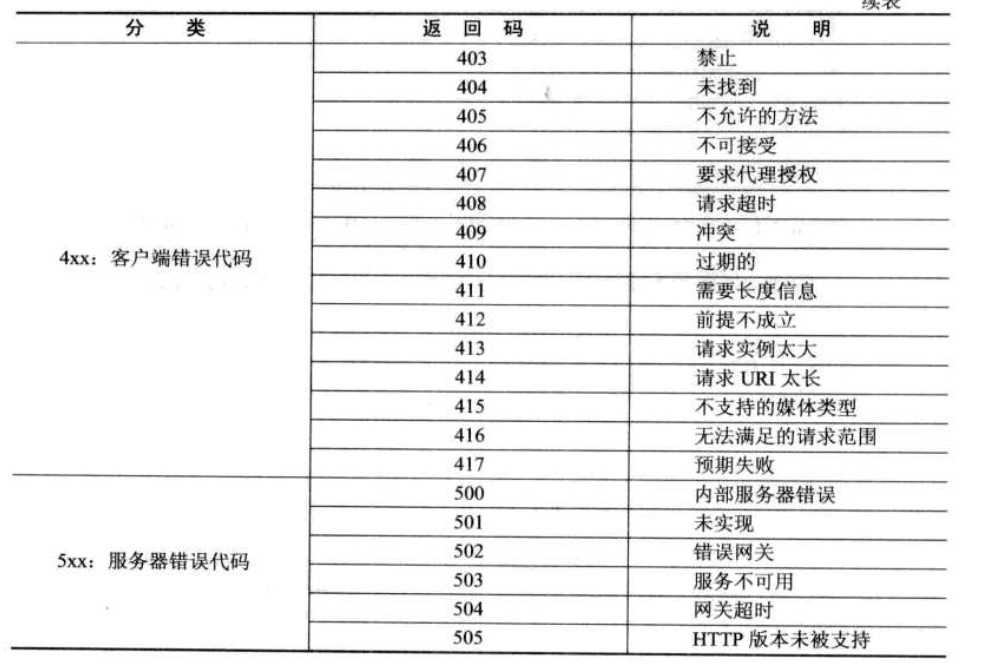 续表
分 类 返 回 码 说 明
403 禁止
404 未找到
405 不允许的方法
406 不可接受
407 要求代理授权
408 请求超时
409 冲突
4xx：客户端错误代码 410 过期的
411 需要长度信息
412 前提不成立
413 请求实例太大
414 请求 URI 太长
415 不支持的媒体类型
416 无法满足的请求范围
417 预期失败
500 内部服务器错误
501 未实现
502 错误网关
5xx：服务器错误代码 503 服务不可用
504 网关超时
505 HTTP 版本未被支持